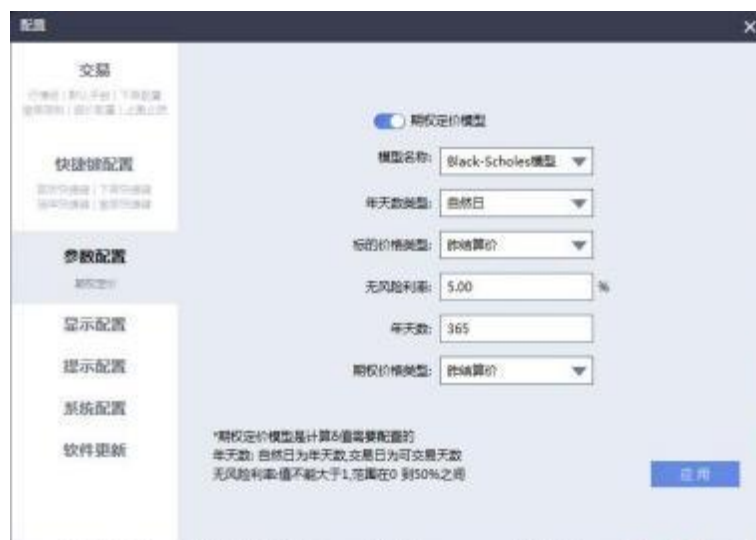 配置
交易
快捷键配置
参数配置
期权定价
显示配置
提示配置
系统配置
软件更新
期权定价模型
模型名称: Black-Scholes模型
年天数类型: 自然日
标的价格类型: 昨结算价
无风险利率: 5.00 %
年天数: 365
期权价格类型: 昨结算价
*期权定价模型是计算δ值需要配置的
年天数: 自然日为年天数,交易日为可交易天数
无风险利率:值不能大于1,范围在0 到50%之间
应用